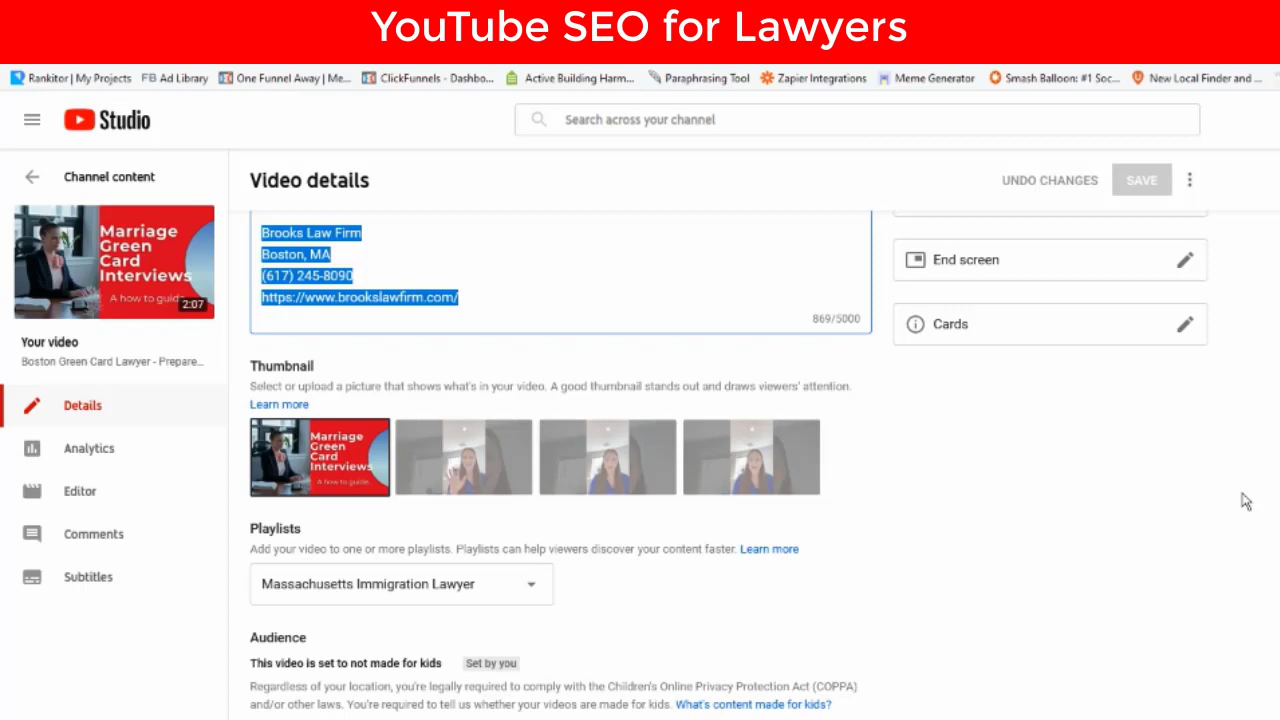 YouTube SEO for Lawyers
Rankitor | My Projects FB Ad Library One Funnel Away | Me... ClickFunnels - Dashbo... Active Building Harm... Paraphrasing Tool Zapier Integrations Meme Generator Smash Balloon: #1 Soc... New Local Finder and ...
Studio
Search across your channel
Channel content
Video details
UNDO CHANGES
SAVE
Marriage
Green
Card
Interviews
A how to guide
2:07
Your video
Boston Green Card Lawyer - Prepare...
Details
Analytics
Editor
Comments
Subtitles
Brooks Law Firm
Boston, MA
(617) 245-8090
https://www.brookslawfirm.com/
869/5000
End screen
Cards
Thumbnail
Select or upload a picture that shows what's in your video. A good thumbnail stands out and draws viewers' attention.
Learn more
Marriage
Green
Card
Interviews
A how to guide.
Playlists
Add your video to one or more playlists. Playlists can help viewers discover your content faster. Learn more
Massachusetts Immigration Lawyer
Audience
This video is set to not made for kids Set by you
Regardless of your location, you're legally required to comply with the Children's Online Privacy Protection Act (COPPA)
and/or other laws. You're required to tell us whether your videos are made for kids. What's content made for kids?